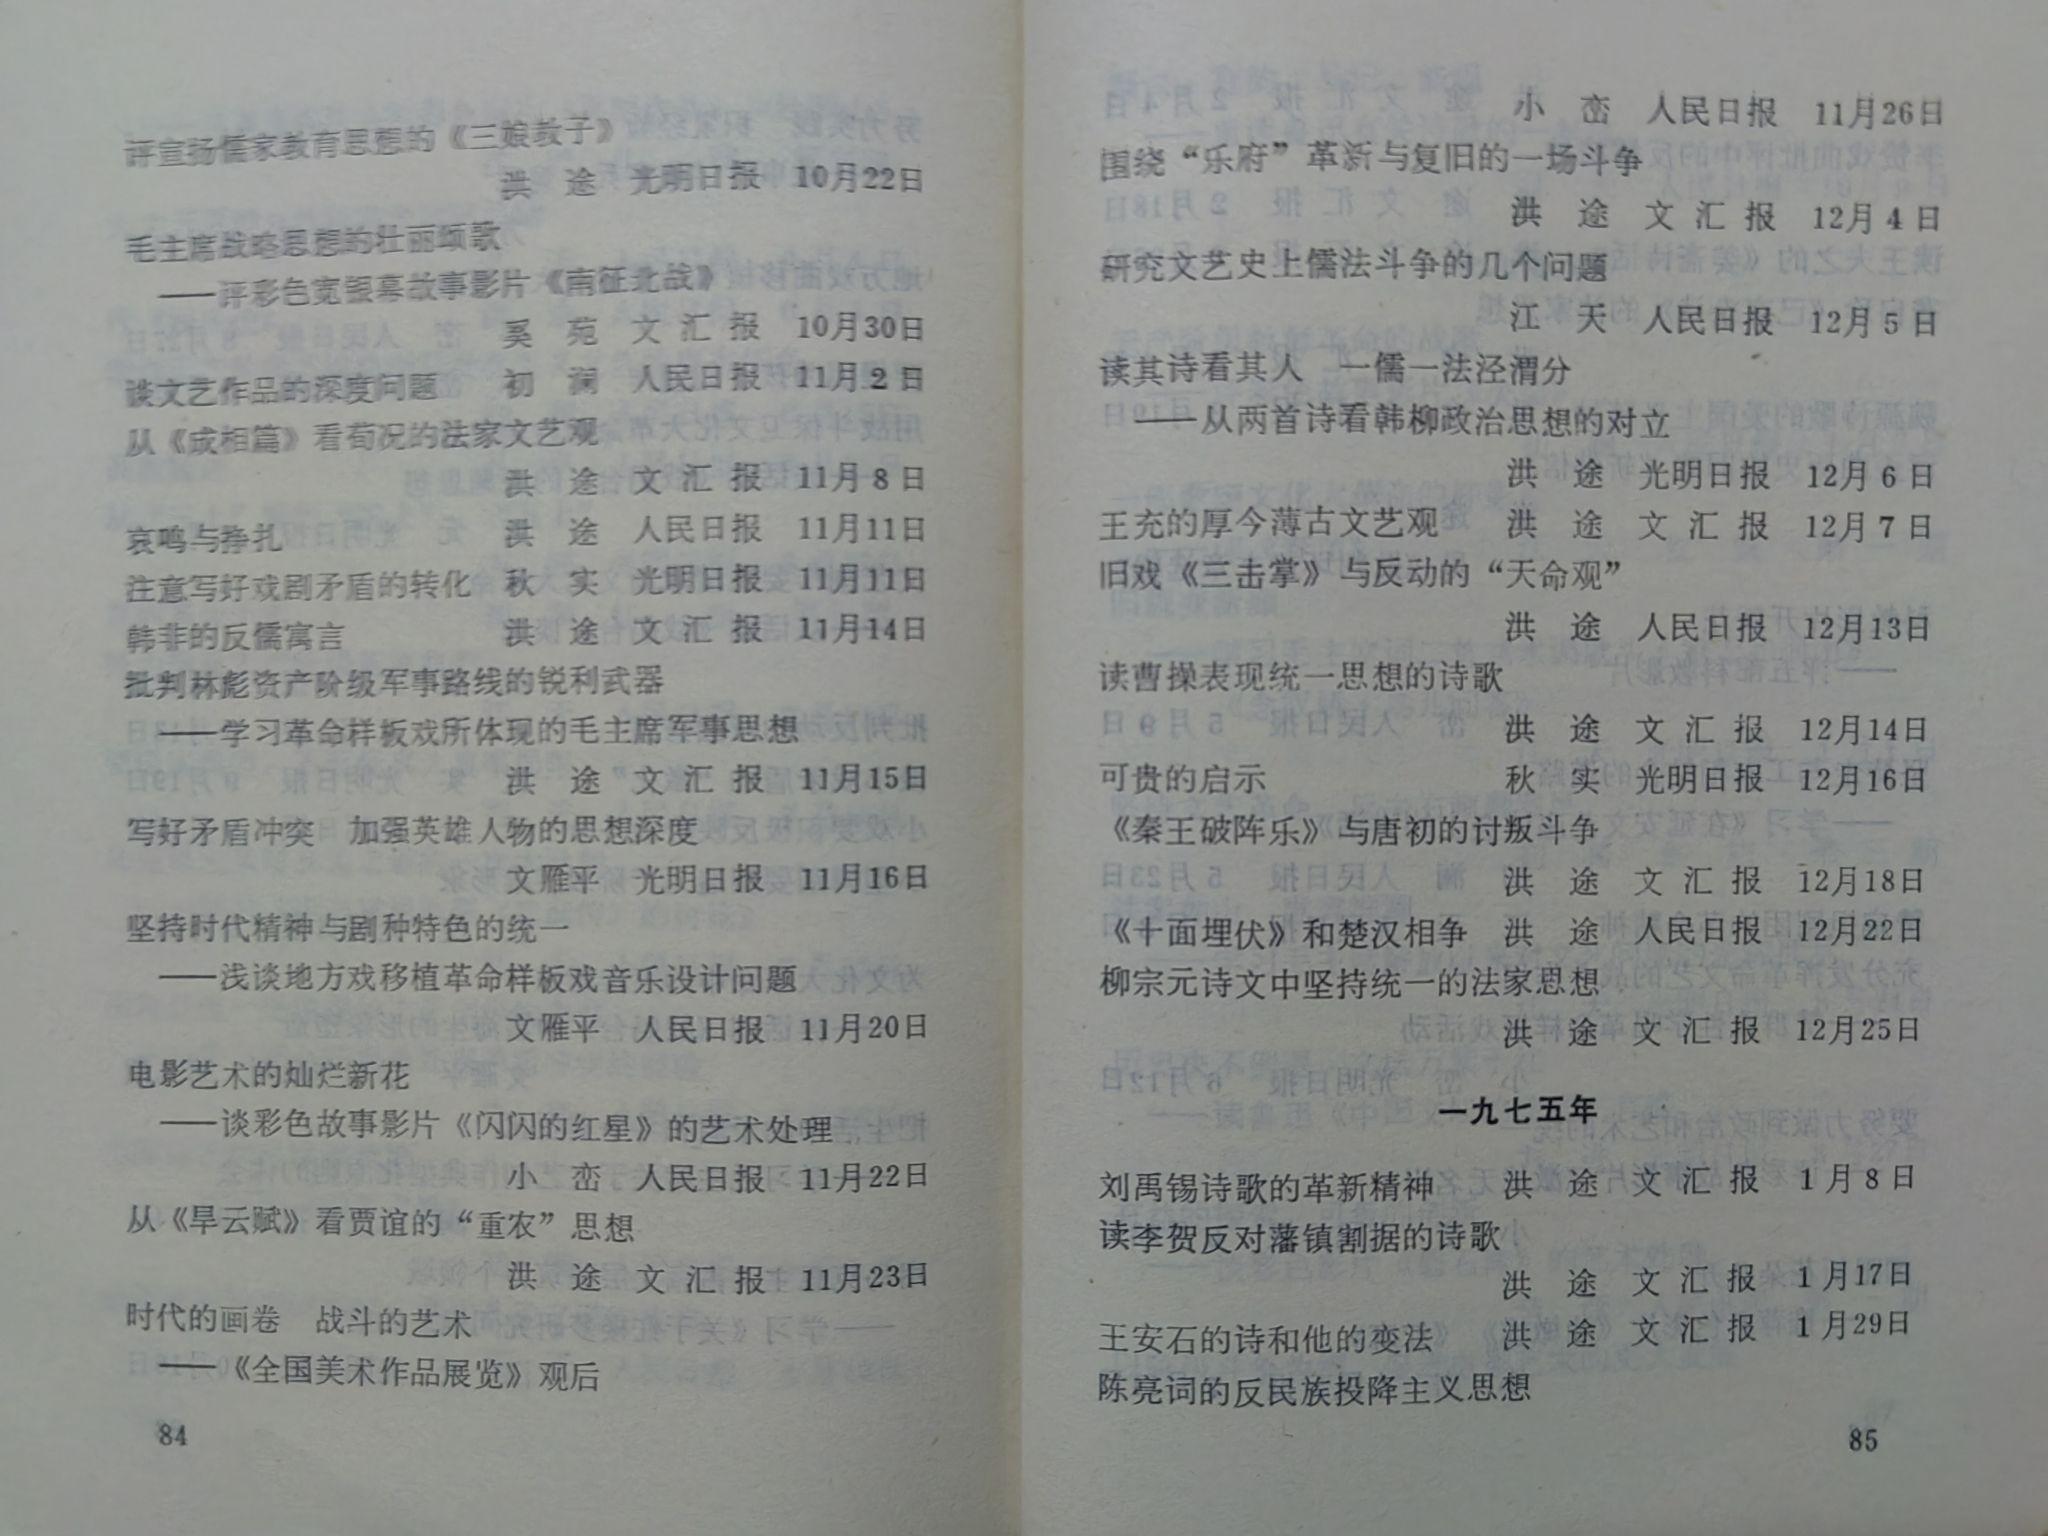 评宣扬儒家教育思想的《三娘教子》
洪　途　光明日报　10月22日
毛主席战略思想的壮丽颂歌
——评彩色宽银幕故事影片《南征北战》
奚　苑　文 汇 报　10月30日
谈文艺作品的深度问题　初　澜　人民日报　11月2日
从《成相篇》看荀况的法家文艺观
洪　途　文 汇 报　11月8日
哀鸣与挣扎　洪　途　人民日报　11月11日
注意写好戏剧矛盾的转化　秋　实　光明日报　11月11日
韩非的反儒寓言　洪　途　文 汇 报　11月14日
批判林彪资产阶级军事路线的锐利武器
——学习革命样板戏所体现的毛主席军事思想
洪　途　文 汇 报　11月15日
写好矛盾冲突　加强英雄人物的思想深度
文雁平　光明日报　11月16日
坚持时代精神与剧种特色的统一
——浅谈地方戏移植革命样板戏音乐设计问题
文雁平　人民日报　11月20日
电影艺术的灿烂新花
——谈彩色故事影片《闪闪的红星》的艺术处理
小　峦　人民日报　11月22日
从《旱云赋》看贾谊的“重农”思想
洪　途　文 汇 报　11月23日
时代的画卷　战斗的艺术
——《全国美术作品展览》观后
84
小　峦　人民日报　11月26日
围绕“乐府”革新与复旧的一场斗争
洪　途　文 汇 报　12月4日
研究文艺史上儒法斗争的几个问题
江　天　人民日报　12月5日
读其诗看其人　一儒一法泾渭分
——从两首诗看韩柳政治思想的对立
洪　途　光明日报　12月6日
王充的厚今薄古文艺观　洪　途　文 汇 报　12月7日
旧戏《三击掌》与反动的“天命观”
洪　途　人民日报　12月13日
读曹操表现统一思想的诗歌
洪　途　文 汇 报　12月14日
可贵的启示　秋　实　光明日报　12月16日
《秦王破阵乐》与唐初的讨叛斗争
洪　途　文 汇 报　12月18日
《十面埋伏》和楚汉相争　洪　途　人民日报　12月22日
柳宗元诗文中坚持统一的法家思想
洪　途　文 汇 报　12月25日
一九七五年
刘禹锡诗歌的革新精神　洪　途　文 汇 报　1月8日
读李贺反对藩镇割据的诗歌
洪　途　文 汇 报　1月17日
王安石的诗和他的变法　洪　途　文 汇 报　1月29日
陈亮词的反民族投降主义思想
85